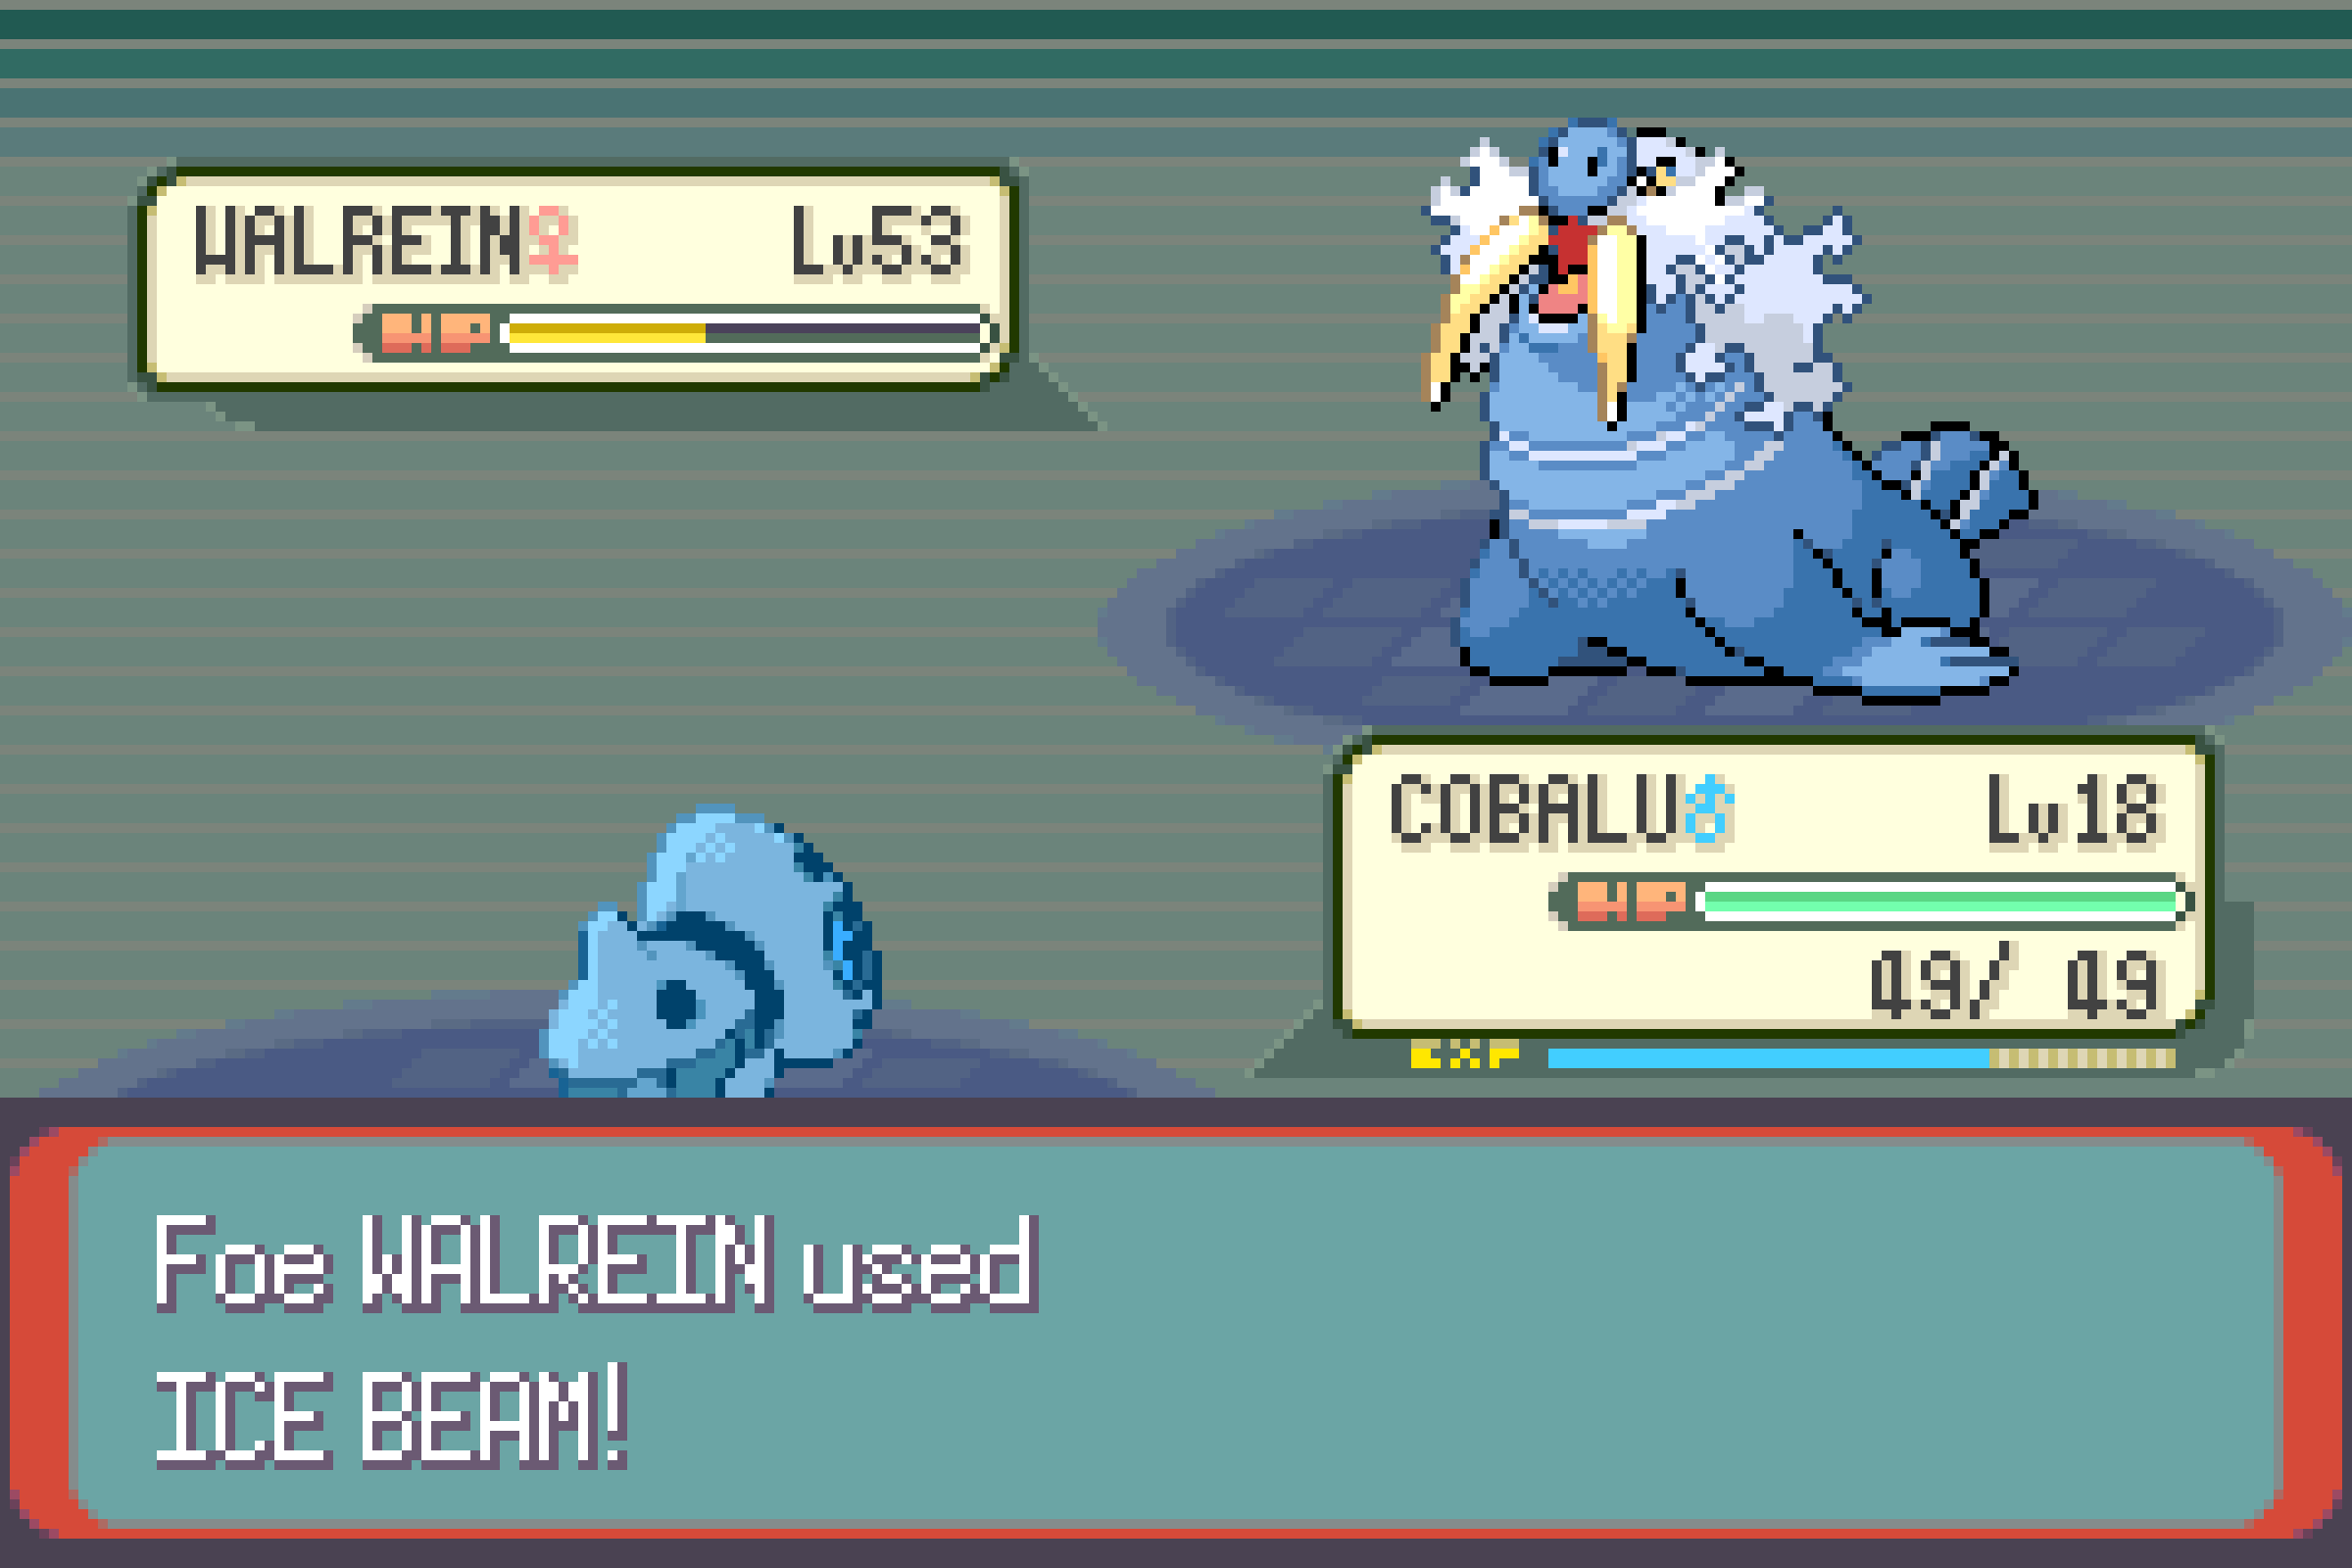 WALREIN♀ Lv53
HP
COBALU♂ Lv18
HP
49/ 49
EXP
Foe WALREIN used
ICE BEAM!